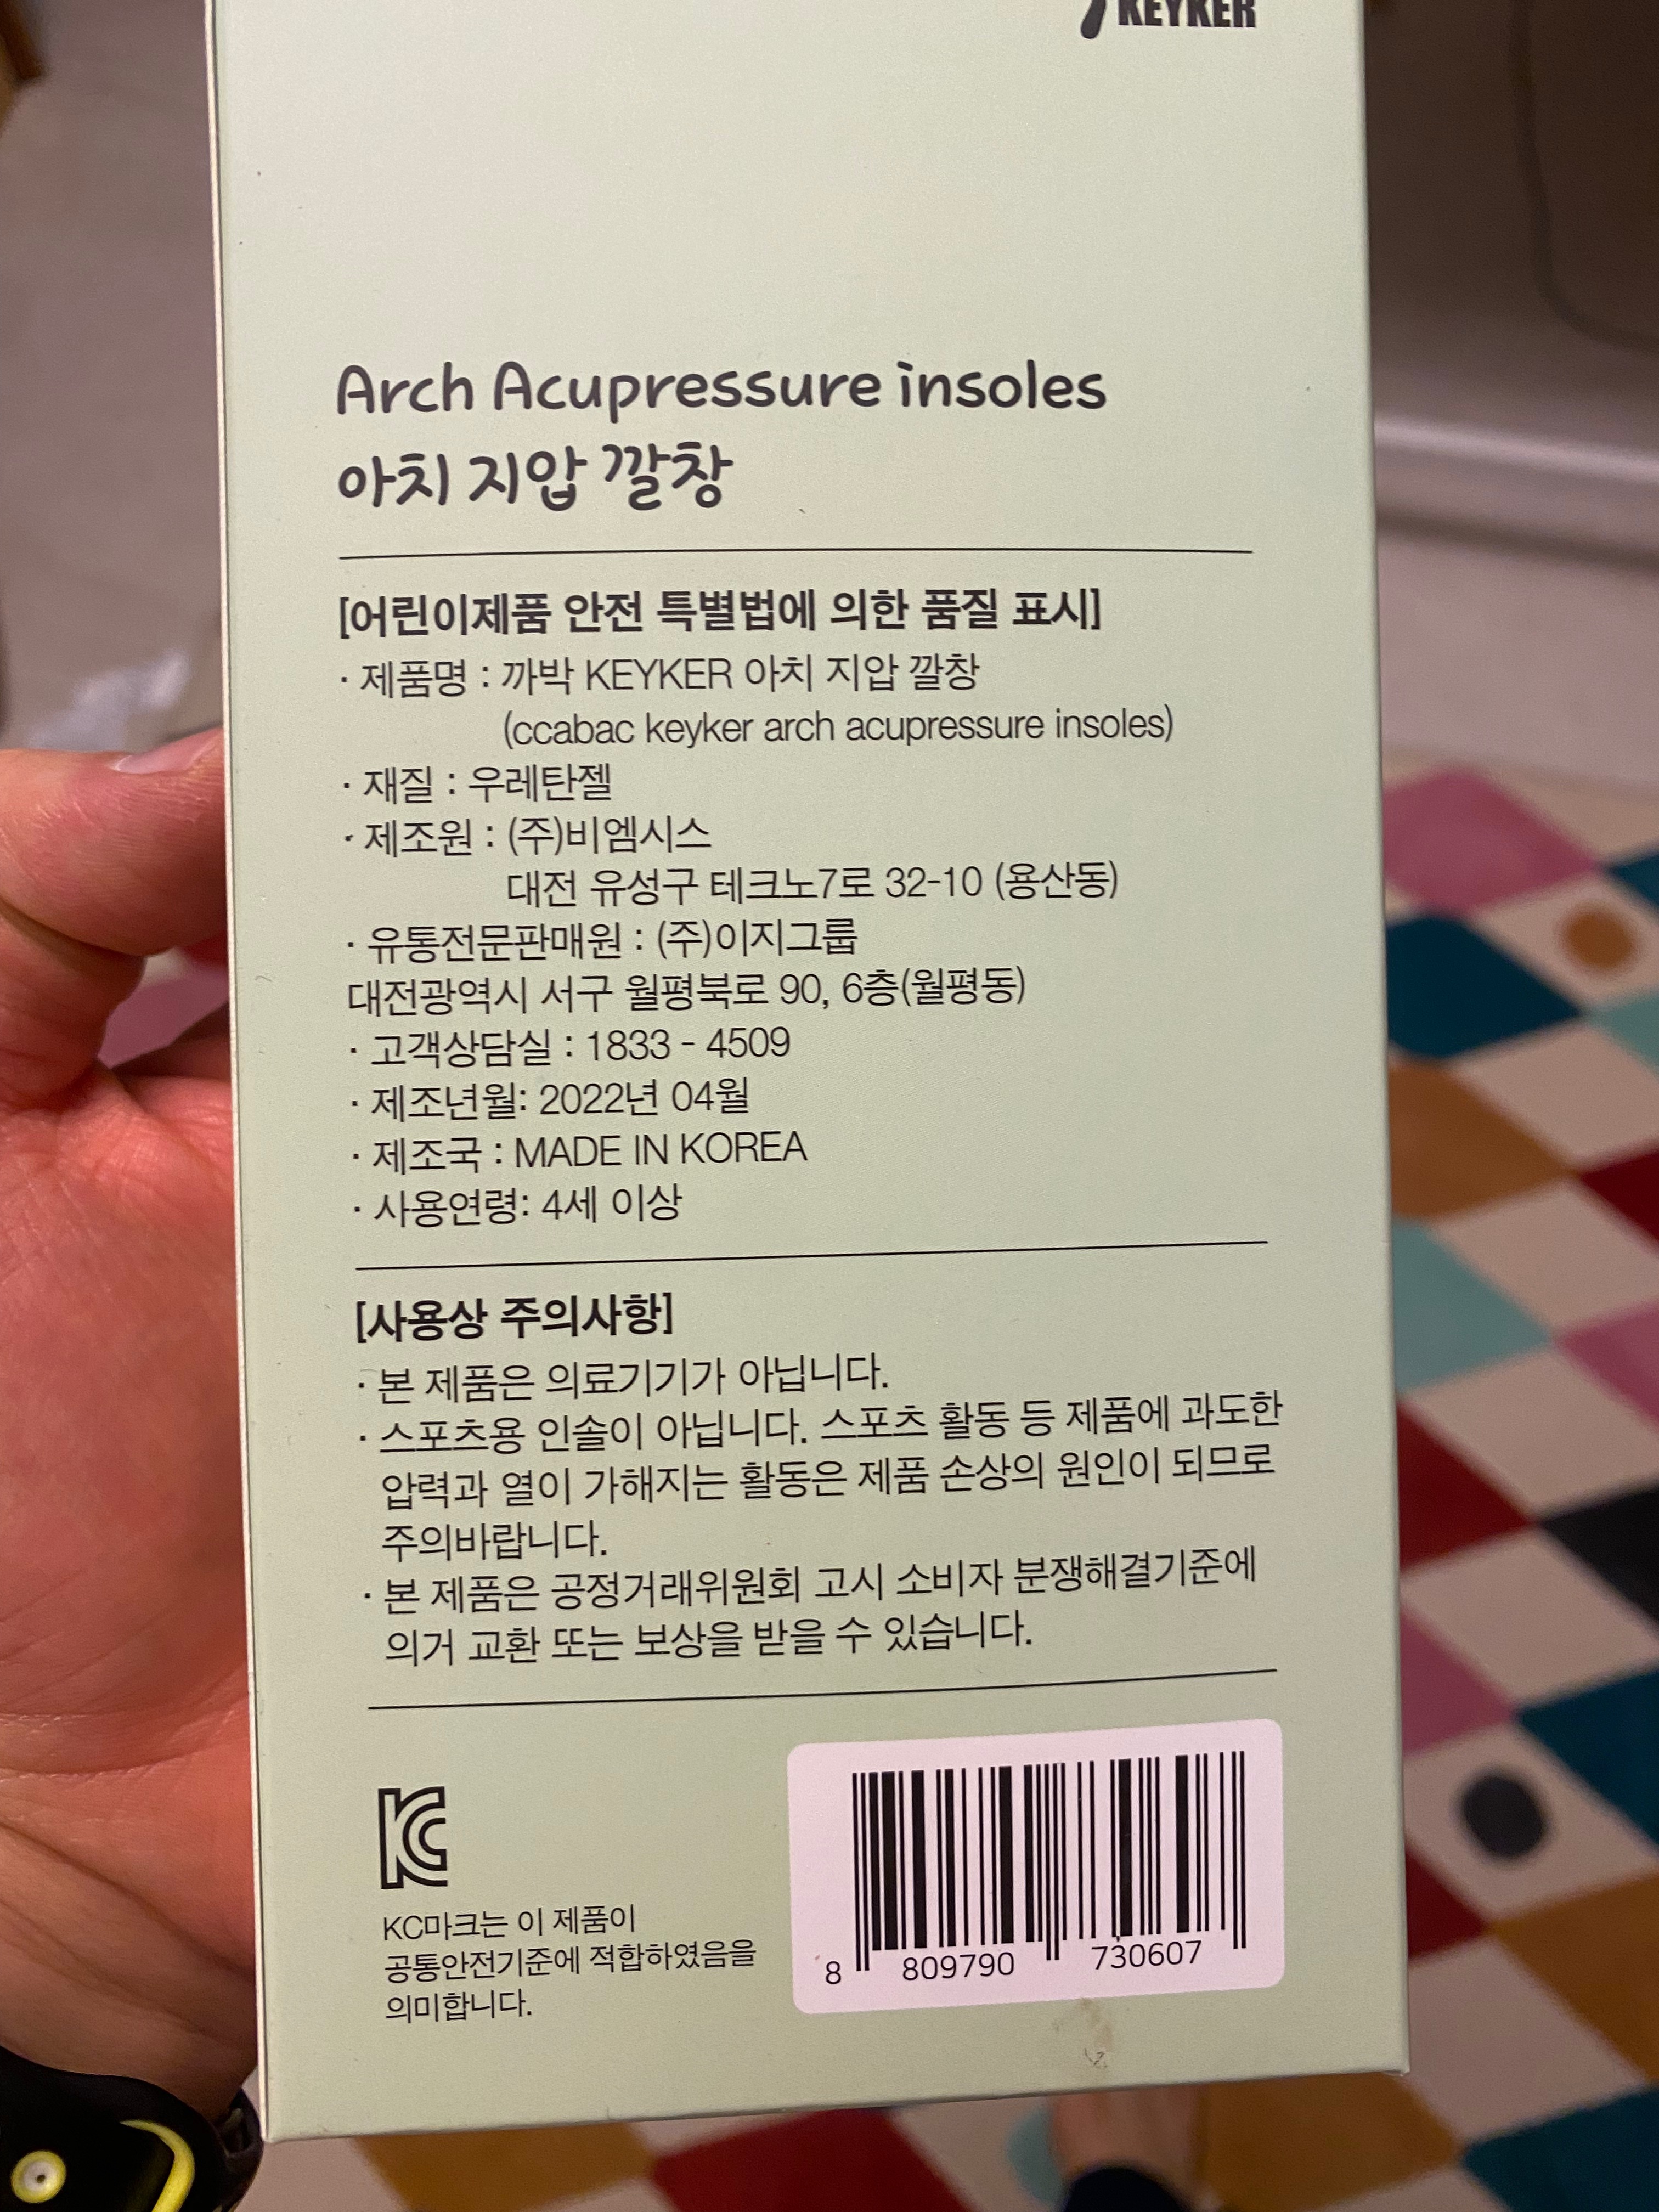 KEYKER
Arch Acupressure insoles
아치 지압 깔창
[어린이제품 안전 특별법에 의한 품질 표시]
· 제품명 : 까박 KEYKER 아치 지압 깔창
(ccabac keyker arch acupressure insoles)
· 재질 : 우레탄젤
· 제조원 : (주)비엠시스
대전 유성구 테크노7로 32-10 (용산동)
· 유통전문판매원 : (주)이지그룹
대전광역시 서구 월평북로 90, 6층(월평동)
· 고객상담실 : 1833 - 4509
· 제조년월: 2022년 04월
· 제조국 : MADE IN KOREA
· 사용연령: 4세 이상
[사용상 주의사항]
· 본 제품은 의료기기가 아닙니다.
· 스포츠용 인솔이 아닙니다. 스포츠 활동 등 제품에 과도한
압력과 열이 가해지는 활동은 제품 손상의 원인이 되므로
주의바랍니다.
· 본 제품은 공정거래위원회 고시 소비자 분쟁해결기준에
의거 교환 또는 보상을 받을 수 있습니다.
KC
KC마크는 이 제품이
공통안전기준에 적합하였음을
의미합니다.
8 809790 730607